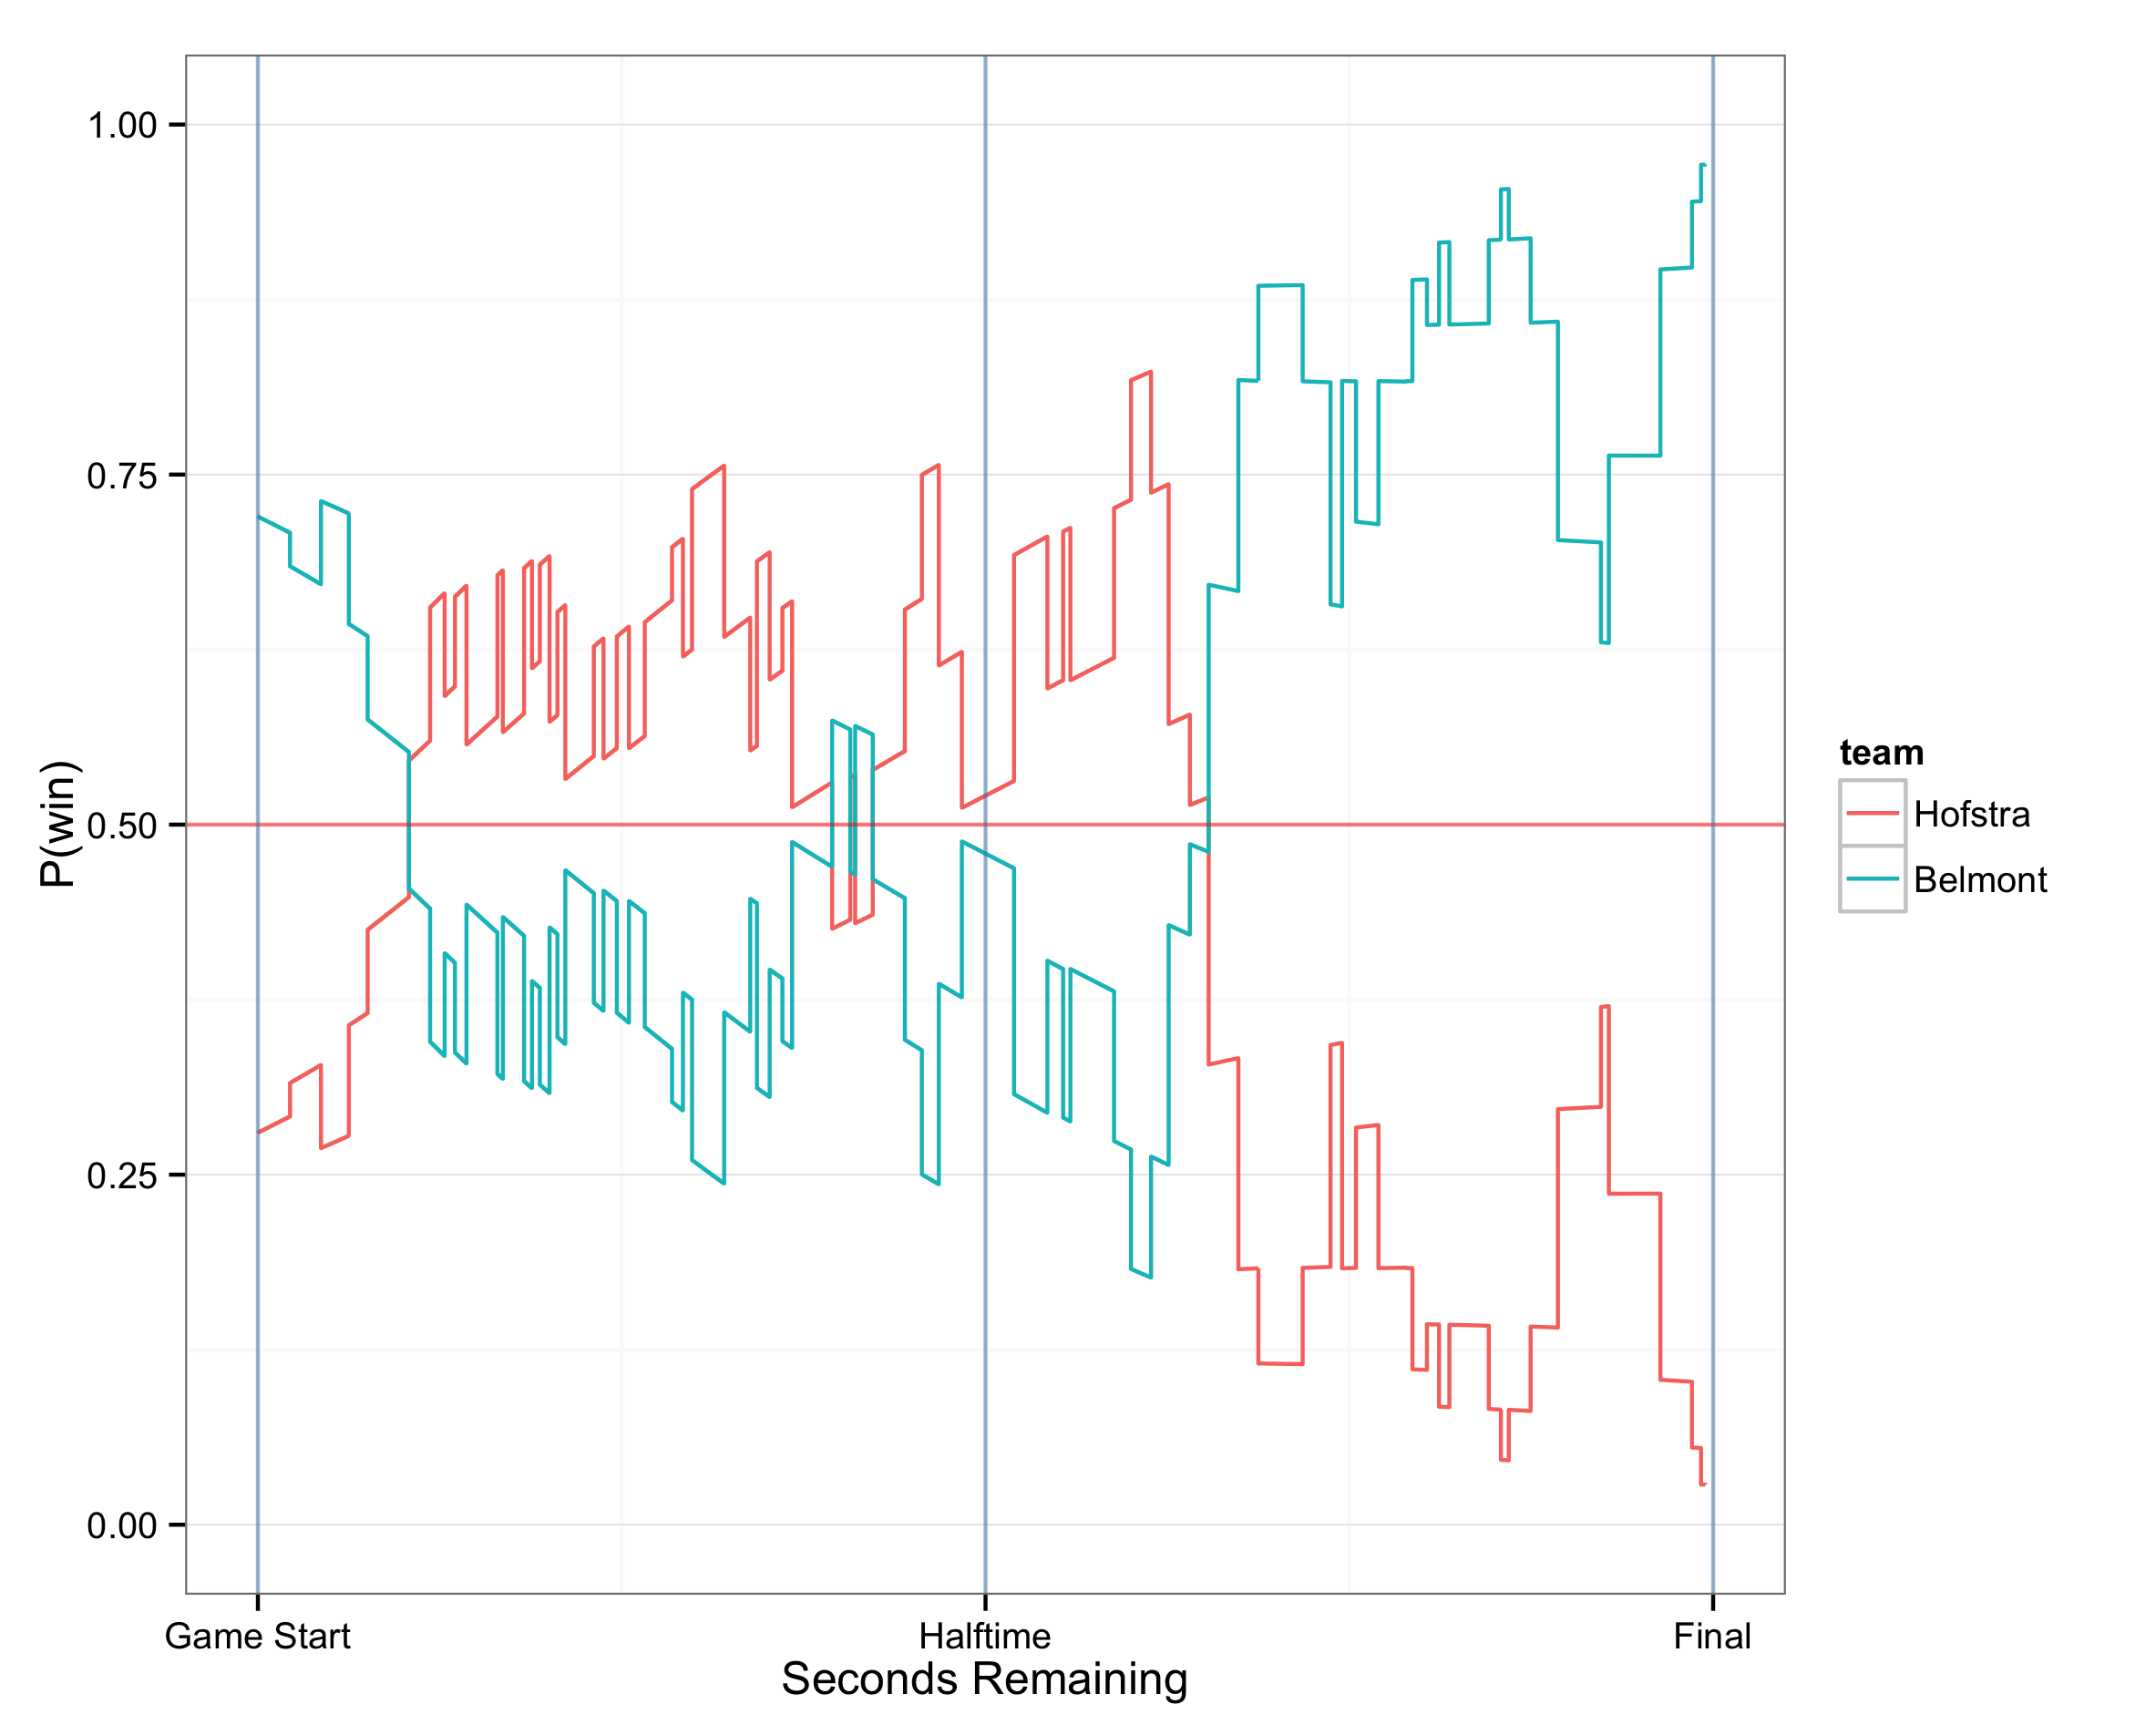 P(win)
1.00
0.75
0.50
0.25
0.00
Game Start
Halftime
Final
Seconds Remaining
team
Hofstra
Belmont